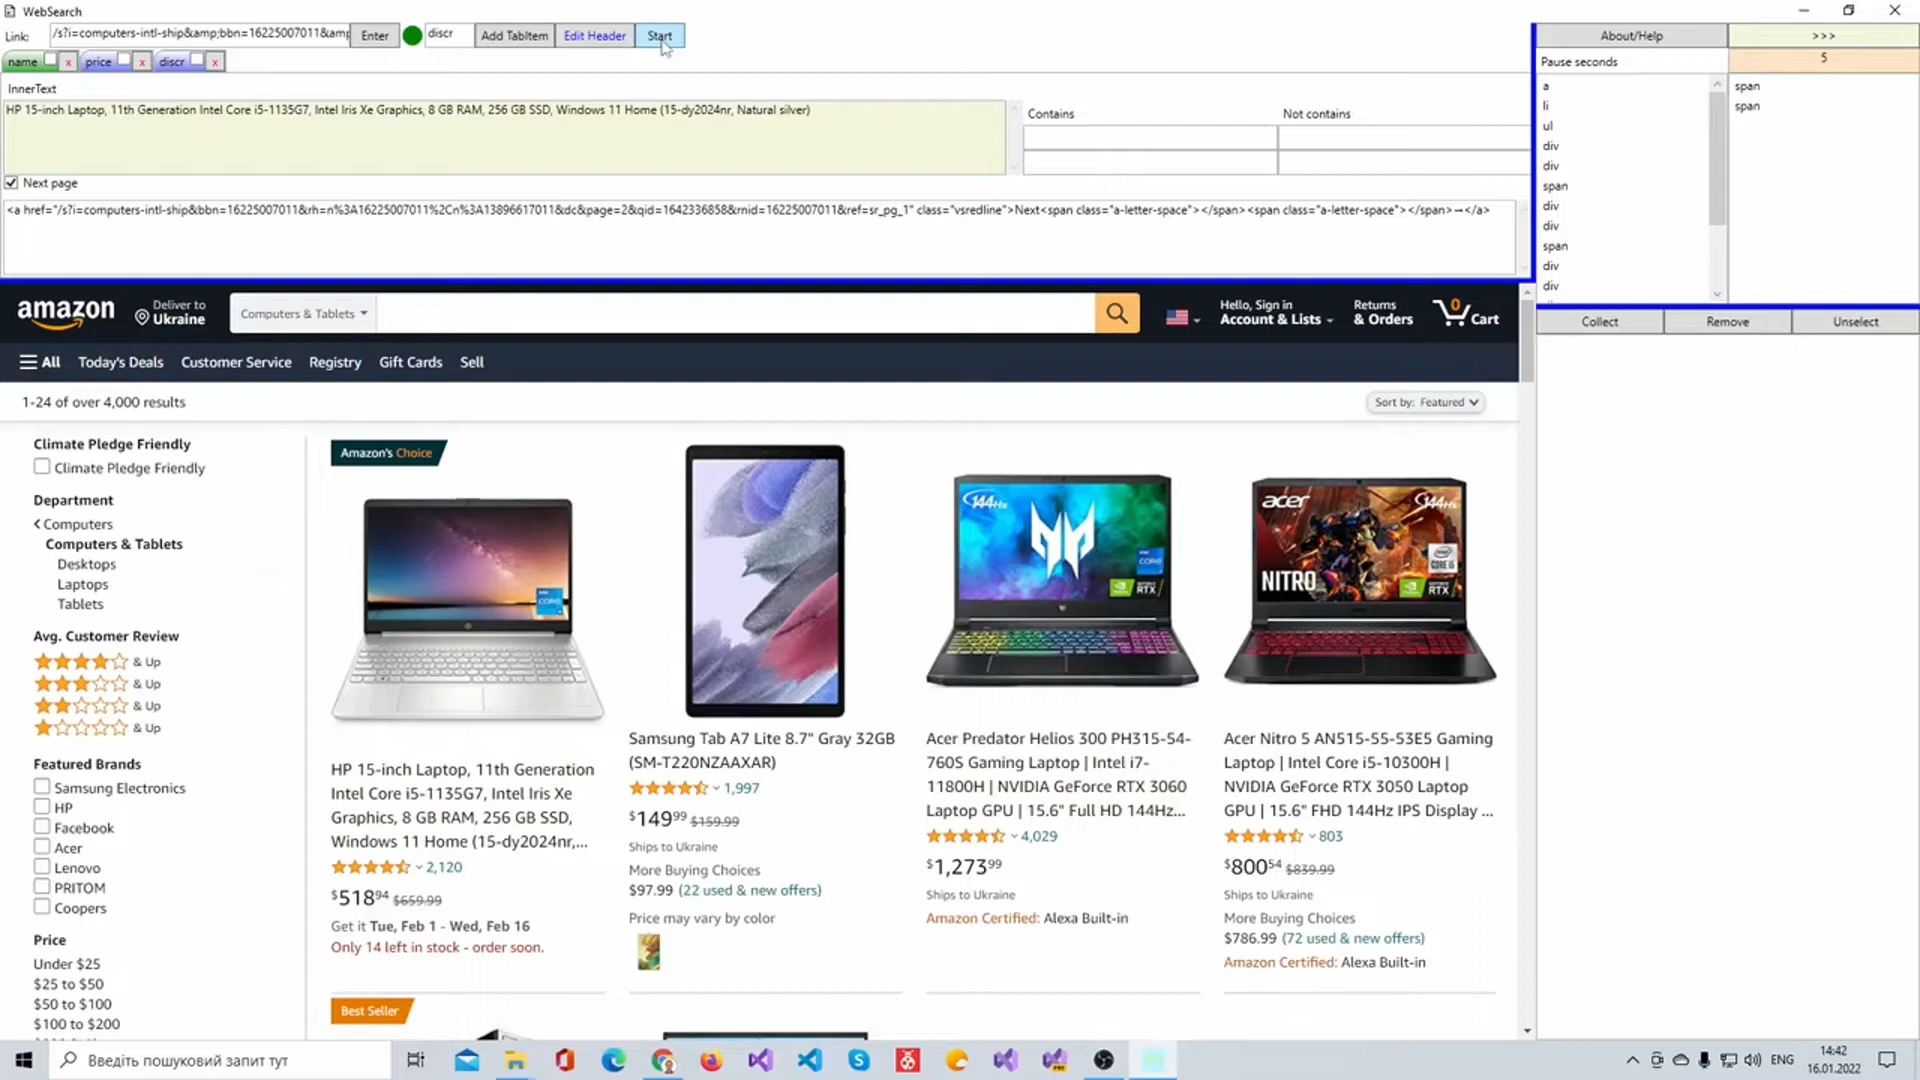 WebSearch
Link: /s?i=computers-intl-ship&amp;bbn=16225007011&amp Enter discr Add TabItem Edit Header Start
name x price x discr x
InnerText
HP 15-inch Laptop, 11th Generation Intel Core i5-1135G7, Intel Iris Xe Graphics, 8 GB RAM, 256 GB SSD, Windows 11 Home (15-dy2024nr, Natural silver)
Contains Not contains
Next page
<a href="/s?i=computers-intl-ship&bbn=16225007011&rh=n%3A16225007011%2Cn%3A13896617011&dc&page=2&qid=1642336858&rnid=16225007011&ref=sr_pg_1" class="vsredline">Next<span class="a-letter-space"></span><span class="a-letter-space"></span>→</a>
About/Help >>>
Pause seconds 5
a
li
ul
div
div
span
div
div
span
div
div
span
span
Collect Remove Unselect
amazon
Deliver to
Ukraine
Computers & Tablets
Hello, Sign in
Account & Lists
Returns
& Orders
0
Cart
All Today's Deals Customer Service Registry Gift Cards Sell
1-24 of over 4,000 results
Sort by: Featured
Climate Pledge Friendly
Climate Pledge Friendly
Department
Computers
Computers & Tablets
Desktops
Laptops
Tablets
Avg. Customer Review
& Up
& Up
& Up
& Up
Featured Brands
Samsung Electronics
HP
Facebook
Acer
Lenovo
PRITOM
Coopers
Price
Under $25
$25 to $50
$50 to $100
$100 to $200
Amazon's Choice
HP 15-inch Laptop, 11th Generation
Intel Core i5-1135G7, Intel Iris Xe
Graphics, 8 GB RAM, 256 GB SSD,
Windows 11 Home (15-dy2024nr,...
2,120
$518.94 $659.99
Get it Tue, Feb 1 - Wed, Feb 16
Only 14 left in stock - order soon.
Best Seller
Samsung Tab A7 Lite 8.7" Gray 32GB
(SM-T220NZAAXAR)
1,997
$149.99 $159.99
Ships to Ukraine
More Buying Choices
$97.99 (22 used & new offers)
Price may vary by color
144Hz
RTX
Acer Predator Helios 300 PH315-54-
760S Gaming Laptop | Intel i7-
11800H | NVIDIA GeForce RTX 3060
Laptop GPU | 15.6" Full HD 144Hz...
4,029
$1,273.99
Ships to Ukraine
Amazon Certified: Alexa Built-in
acer
144Hz
NITRO
RTX
Acer Nitro 5 AN515-55-53E5 Gaming
Laptop | Intel Core i5-10300H |
NVIDIA GeForce RTX 3050 Laptop
GPU | 15.6" FHD 144Hz IPS Display ...
803
$800.54 $839.99
Ships to Ukraine
More Buying Choices
$786.99 (72 used & new offers)
Amazon Certified: Alexa Built-in
Введіть пошуковий запит тут
ENG
14:42
16.01.2022